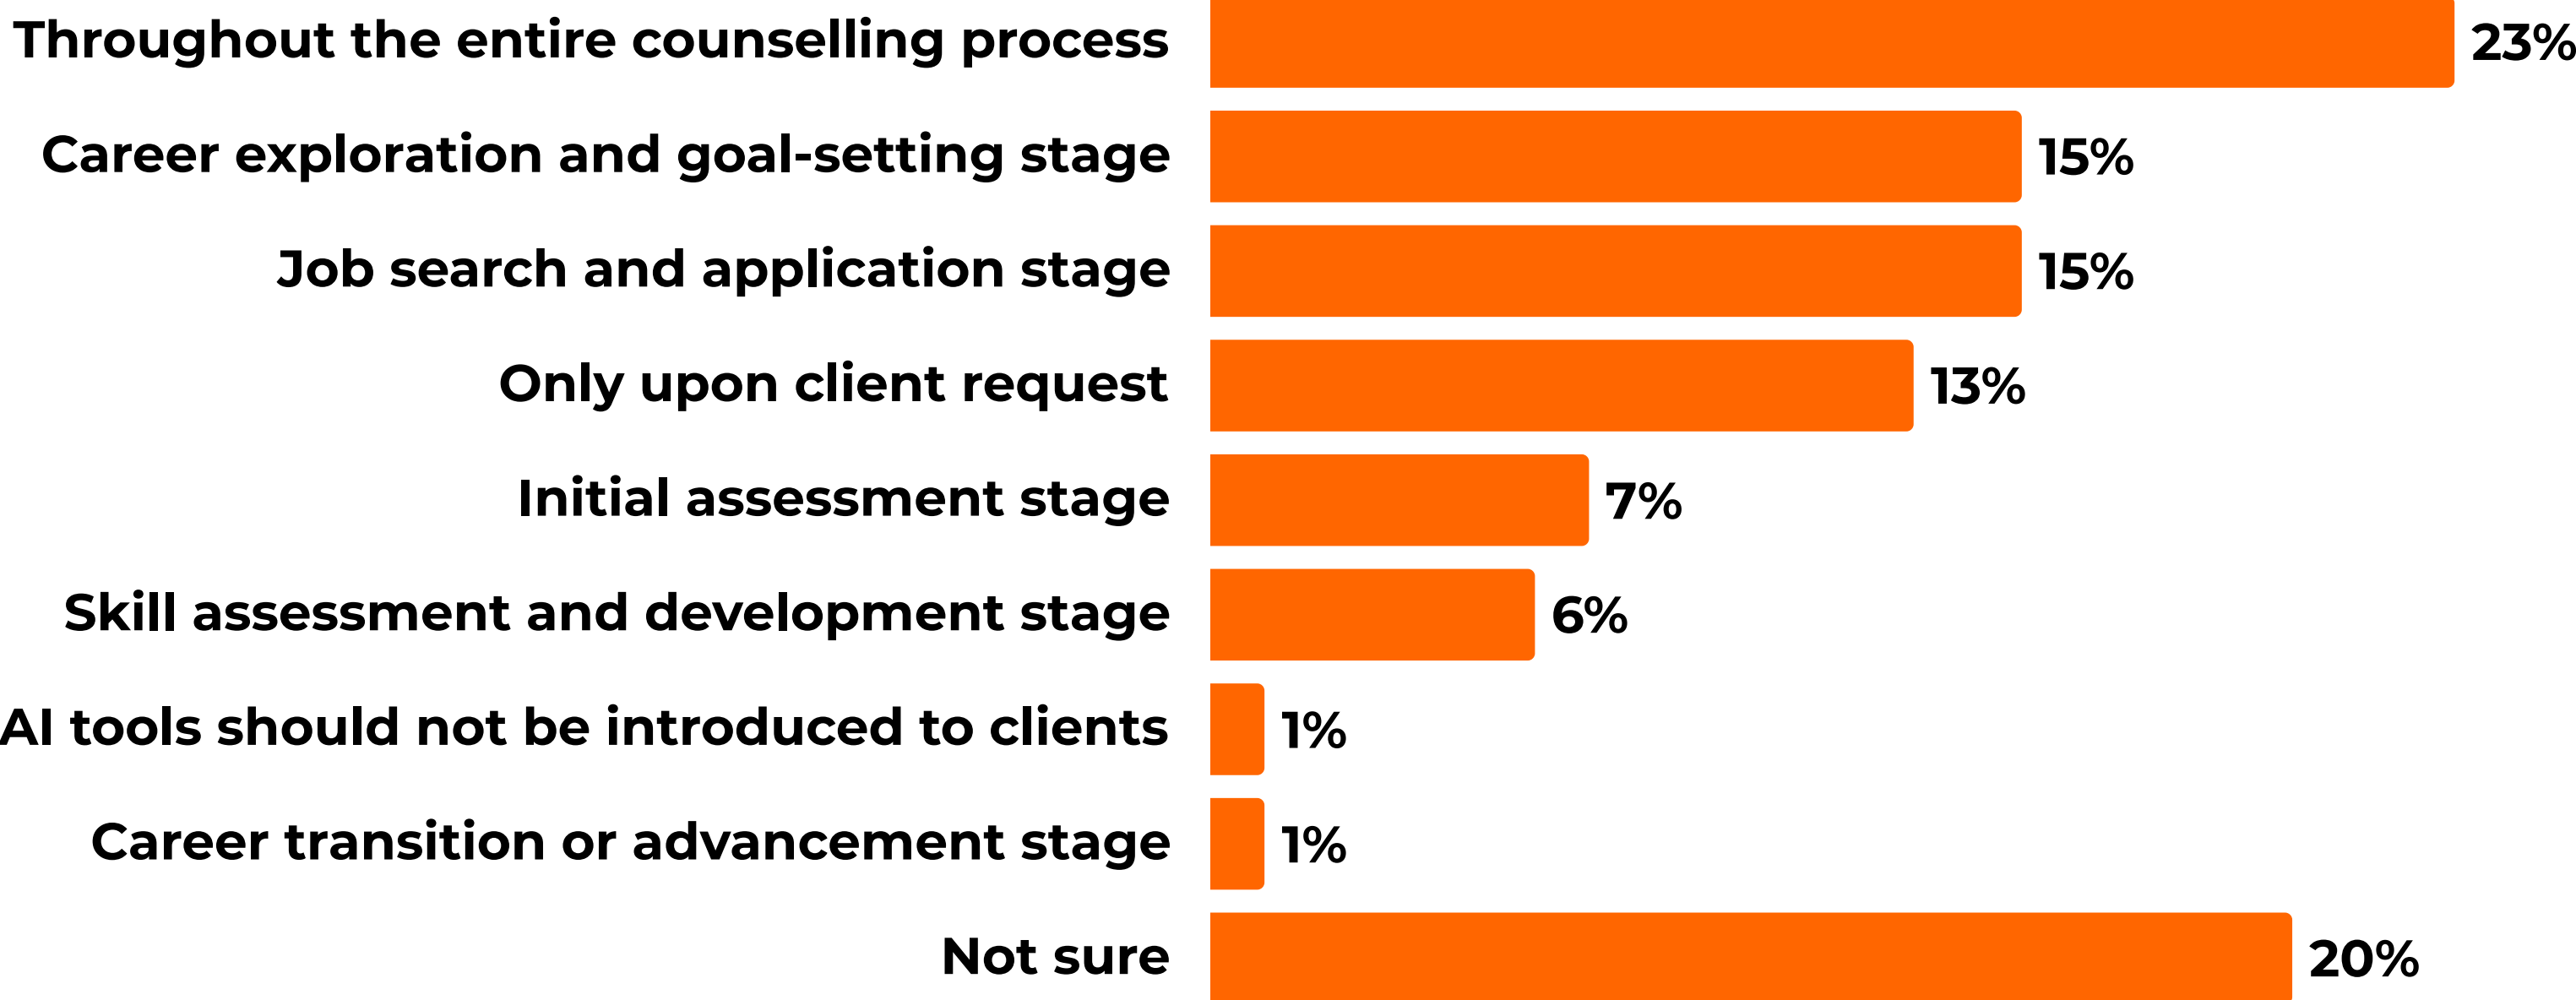 Throughout the entire counselling process 23%
Career exploration and goal-setting stage 15%
Job search and application stage 15%
Only upon client request 13%
Initial assessment stage 7%
Skill assessment and development stage 6%
AI tools should not be introduced to clients 1%
Career transition or advancement stage 1%
Not sure 20%